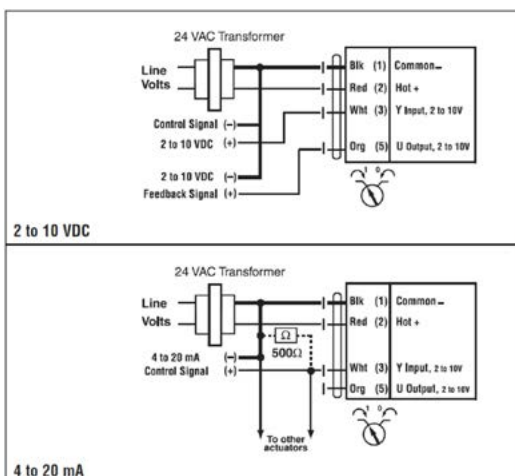 24 VAC Transformer
Line
Volts
Blk (1) Common –
Red (2) Hot +
Control Signal (–)
Wht (3) Y Input, 2 to 10V
2 to 10 VDC (+)
Org (5) U Output, 2 to 10V
2 to 10 VDC (–)
Feedback Signal (+)
1 0
2 to 10 VDC
24 VAC Transformer
Line
Volts
Blk (1) Common –
Red (2) Hot +
Ω
500Ω
4 to 20 mA (–)
Control Signal (+)
Wht (3) Y Input, 2 to 10V
Org (5) U Output, 2 to 10V
1 0
To other
actuators
4 to 20 mA